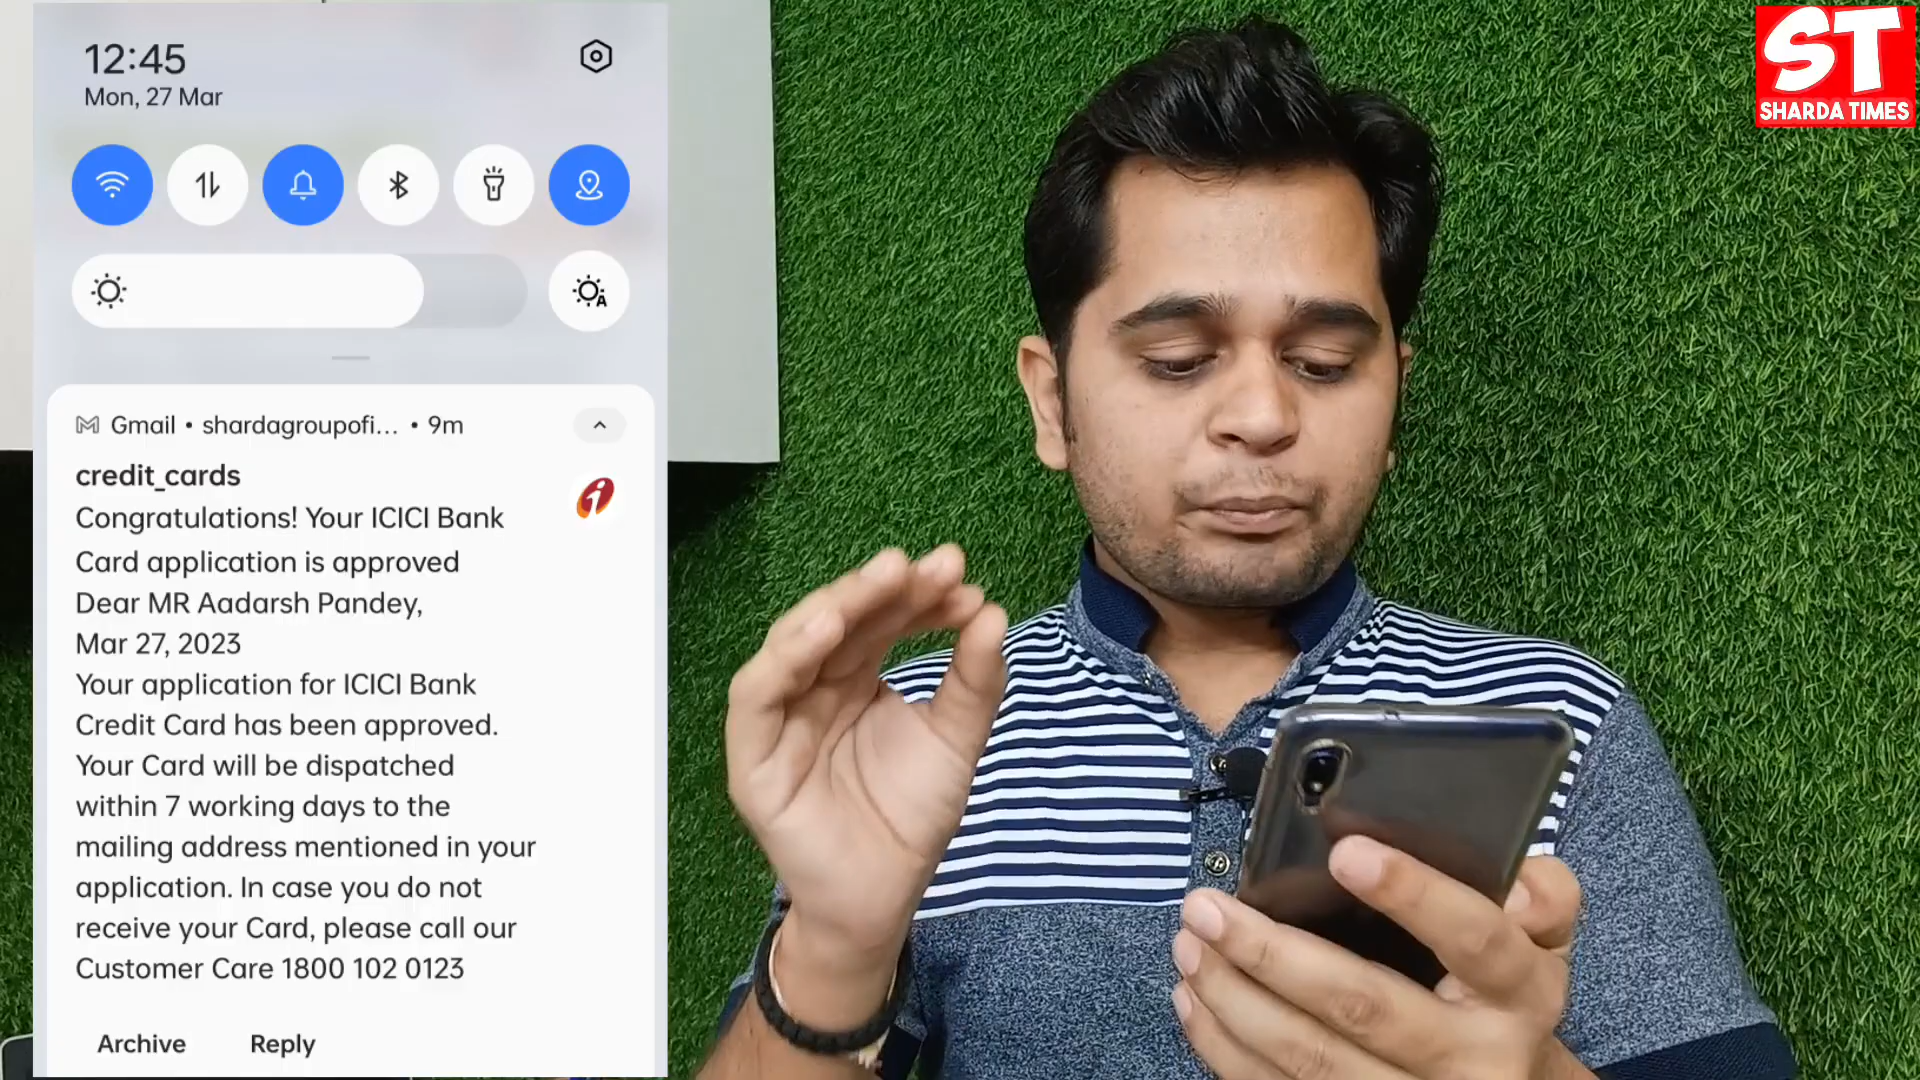 12:45
Mon, 27 Mar
A
Gmail • shardagroupofi... • 9m
credit_cards
Congratulations! Your ICICI Bank
Card application is approved
Dear MR Aadarsh Pandey,
Mar 27, 2023
Your application for ICICI Bank
Credit Card has been approved.
Your Card will be dispatched
within 7 working days to the
mailing address mentioned in your
application. In case you do not
receive your Card, please call our
Customer Care 1800 102 0123
Archive Reply
ST
SHARDA TIMES